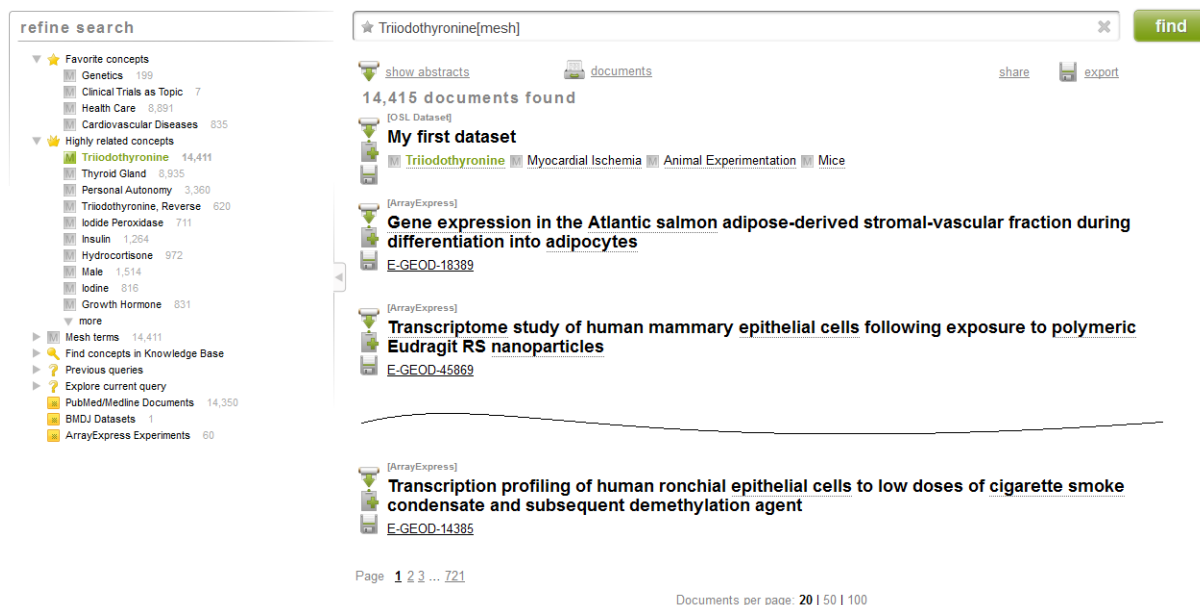 refine search
Favorite concepts
M Genetics 199
M Clinical Trials as Topic 7
M Health Care 8,891
M Cardiovascular Diseases 835
Highly related concepts
M Triiodothyronine 14,411
M Thyroid Gland 8,935
M Personal Autonomy 3,360
M Triiodothyronine, Reverse 620
M Iodide Peroxidase 711
M Insulin 1,264
M Hydrocortisone 972
M Male 1,514
M Iodine 816
M Growth Hormone 831
more
M Mesh terms 14,411
Find concepts in Knowledge Base
Previous queries
Explore current query
PubMed/Medline Documents 14,350
BMDJ Datasets 1
ArrayExpress Experiments 60
Triiodothyronine[mesh]
find
show abstracts documents share export
14,415 documents found
[OSL Dataset]
My first dataset
M Triiodothyronine M Myocardial Ischemia M Animal Experimentation M Mice
[ArrayExpress]
Gene expression in the Atlantic salmon adipose-derived stromal-vascular fraction during
differentiation into adipocytes
E-GEOD-18389
[ArrayExpress]
Transcriptome study of human mammary epithelial cells following exposure to polymeric
Eudragit RS nanoparticles
E-GEOD-45869
[ArrayExpress]
Transcription profiling of human ronchial epithelial cells to low doses of cigarette smoke
condensate and subsequent demethylation agent
E-GEOD-14385
Page 1 2 3 ... 721
Documents per page: 20 | 50 | 100